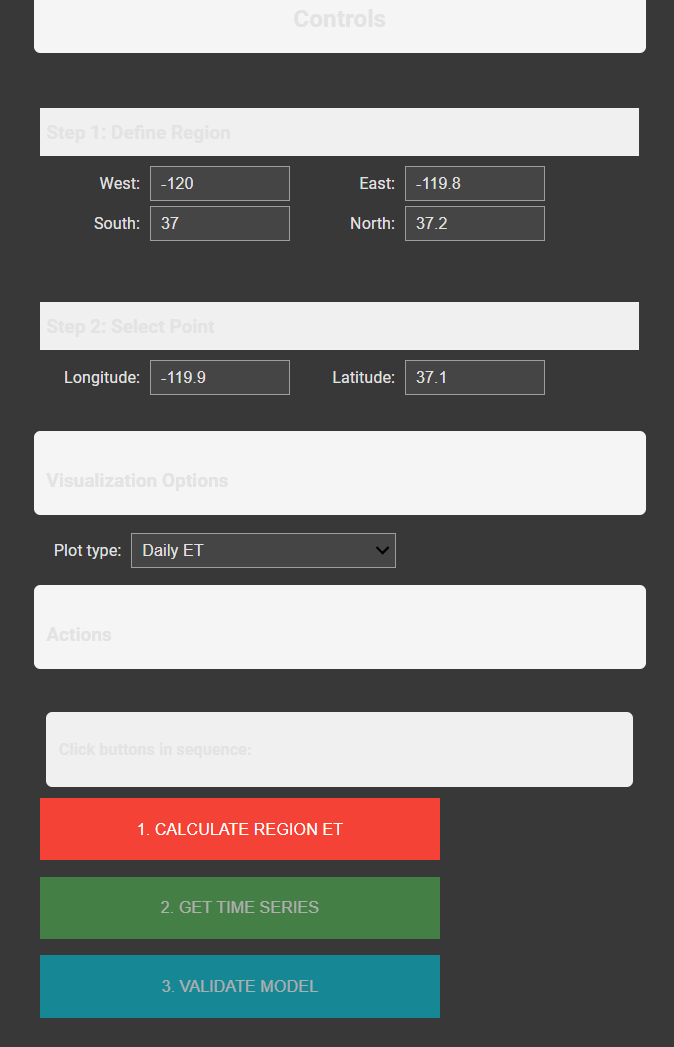 Controls
Step 1: Define Region
West: -120 East: -119.8
South: 37 North: 37.2
Step 2: Select Point
Longitude: -119.9 Latitude: 37.1
Visualization Options
Plot type: Daily ET
Actions
Click buttons in sequence:
1. CALCULATE REGION ET
2. GET TIME SERIES
3. VALIDATE MODEL